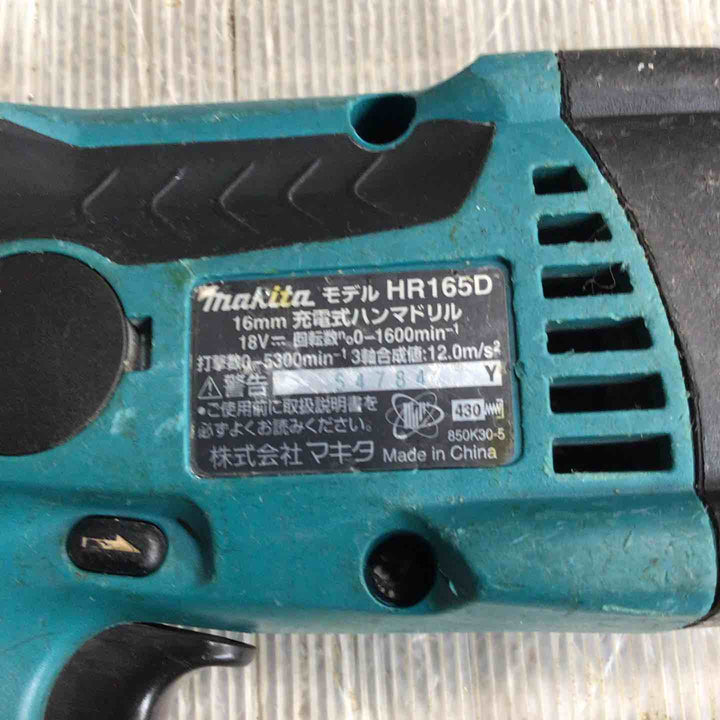 makita モデル HR165D
16mm 充電式ハンマドリル
18V⎓ 回転数n₀0-1600min⁻¹
打撃数0-5300min⁻¹ 3軸合成値:12.0m/s²
⚠警告 54784 Y
•ご使用前に取扱説明書を
必ずよくお読みください。
430
850K30-5
株式会社 マキタ Made in China